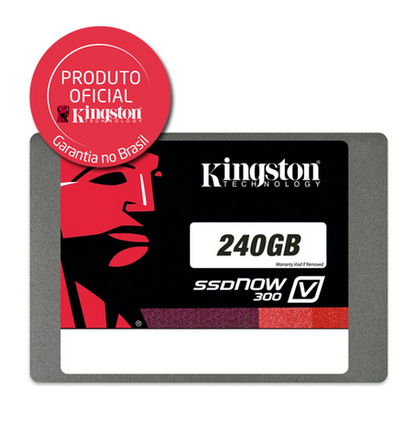 PRODUTO
OFICIAL
Kingston
TECHNOLOGY
Garantia no Brasil
Kingston®
TECHNOLOGY
240GB
Warranty Void If Removed
SSDNOW
300
V
®